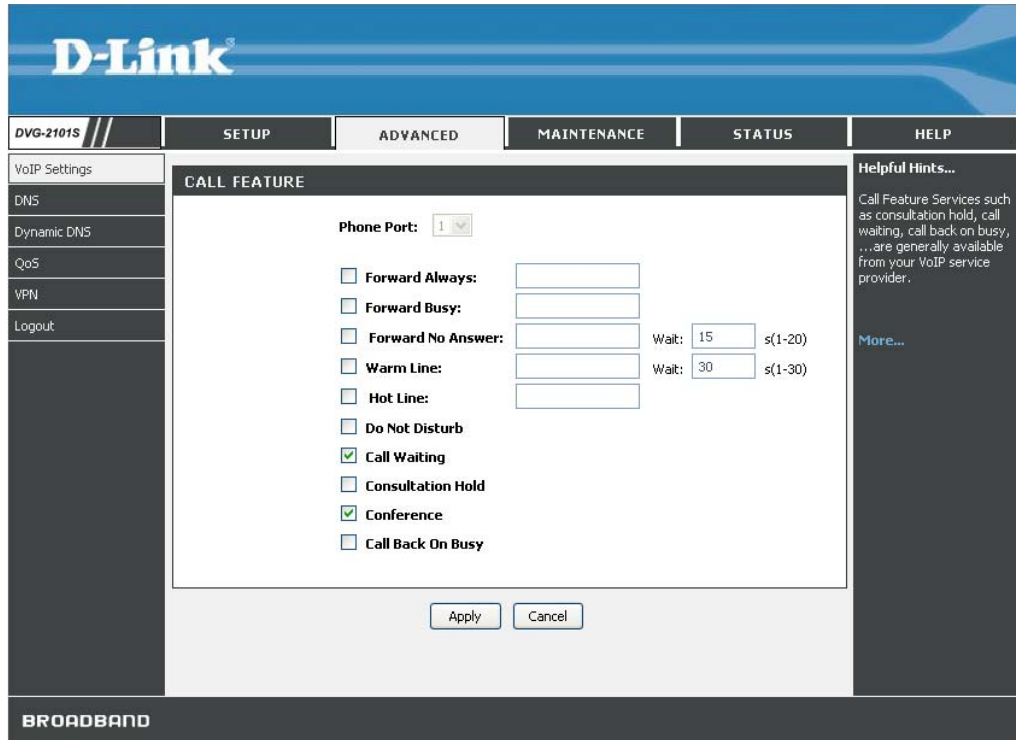 D-Link®
DVG-2101S
SETUP
ADVANCED
MAINTENANCE
STATUS
HELP
VoIP Settings
DNS
Dynamic DNS
QoS
VPN
Logout
CALL FEATURE
Phone Port: 1
Forward Always:
Forward Busy:
Forward No Answer: Wait: 15 s(1-20)
Warm Line: Wait: 30 s(1-30)
Hot Line:
Do Not Disturb
Call Waiting
Consultation Hold
Conference
Call Back On Busy
Apply Cancel
Helpful Hints...
Call Feature Services such
as consultation hold, call
waiting, call back on busy,
...are generally available
from your VoIP service
provider.
More...
BROADBAND